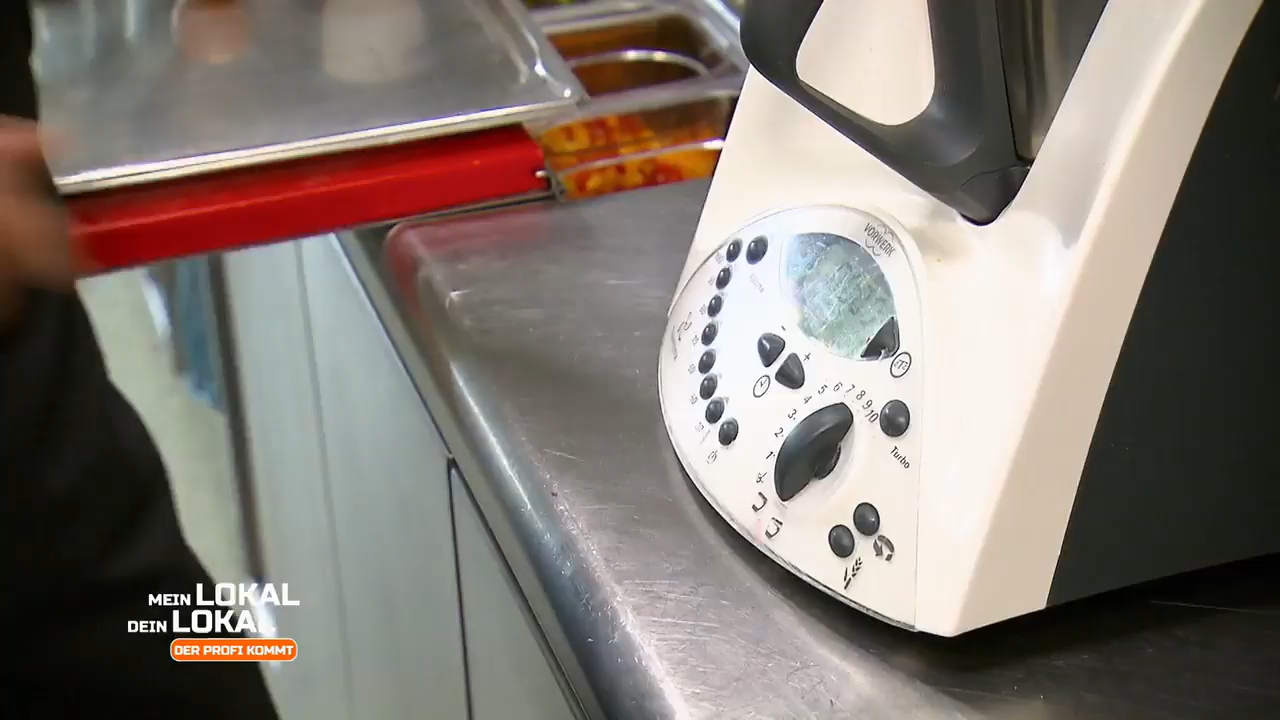 VORWERK
1 2 3 4 5 6 7 8 9 10
Turbo
MEIN LOKAL
DEIN LOKAL
DER PROFI KOMMT